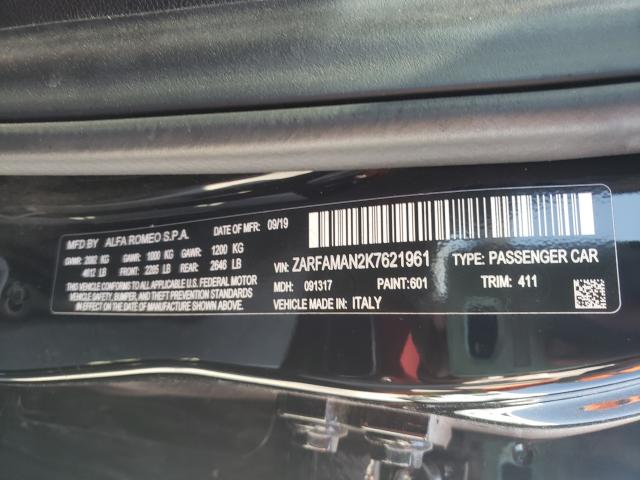 MFD BY ALFA ROMEO S.P.A. DATE OF MFR: 09/19
GVWR: GAWR: 1000 KG GAWR: 1200 KG
4012 LB FRONT: 2205 LB REAR: 2646 LB
THIS VEHICLE CONFORMS TO ALL APPLICABLE U.S. FEDERAL MOTOR
VEHICLE SAFETY, BUMPER, AND THEFT PREVENTION STANDARDS
IN EFFECT ON THE DATE OF MANUFACTURE SHOWN ABOVE.
VIN: ZARFAMAN2K7621961 TYPE: PASSENGER CAR
MDH: 091317 PAINT: 601 TRIM: 411
VEHICLE MADE IN: ITALY